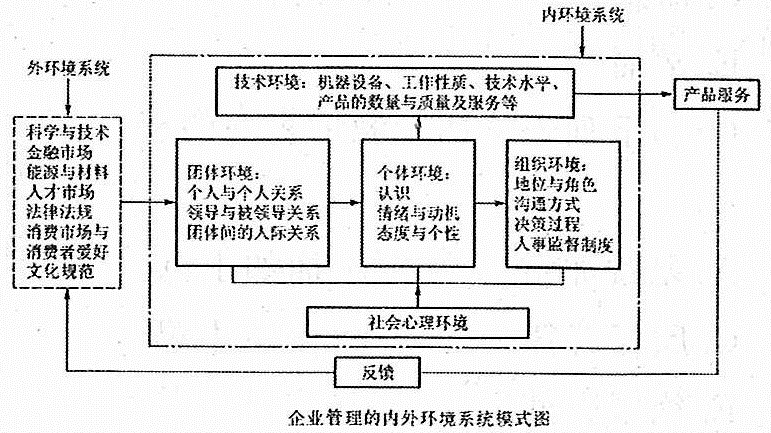 内环境系统
外环境系统
技术环境：机器设备、工作性质、技术水平、
产品的数量与质量及服务等
产品服务
科学与技术
金融市场
能源与材料
人才市场
法律法规
消费市场与
消费者爱好
文化规范
团体环境：
个人与个人关系
领导与被领导关系
团体间的人际关系
个体环境：
认识
情绪与动机
态度与个性
组织环境：
地位与角色
沟通方式
决策过程
人事监督制度
社会心理环境
反馈
企业管理的内外环境系统模式图